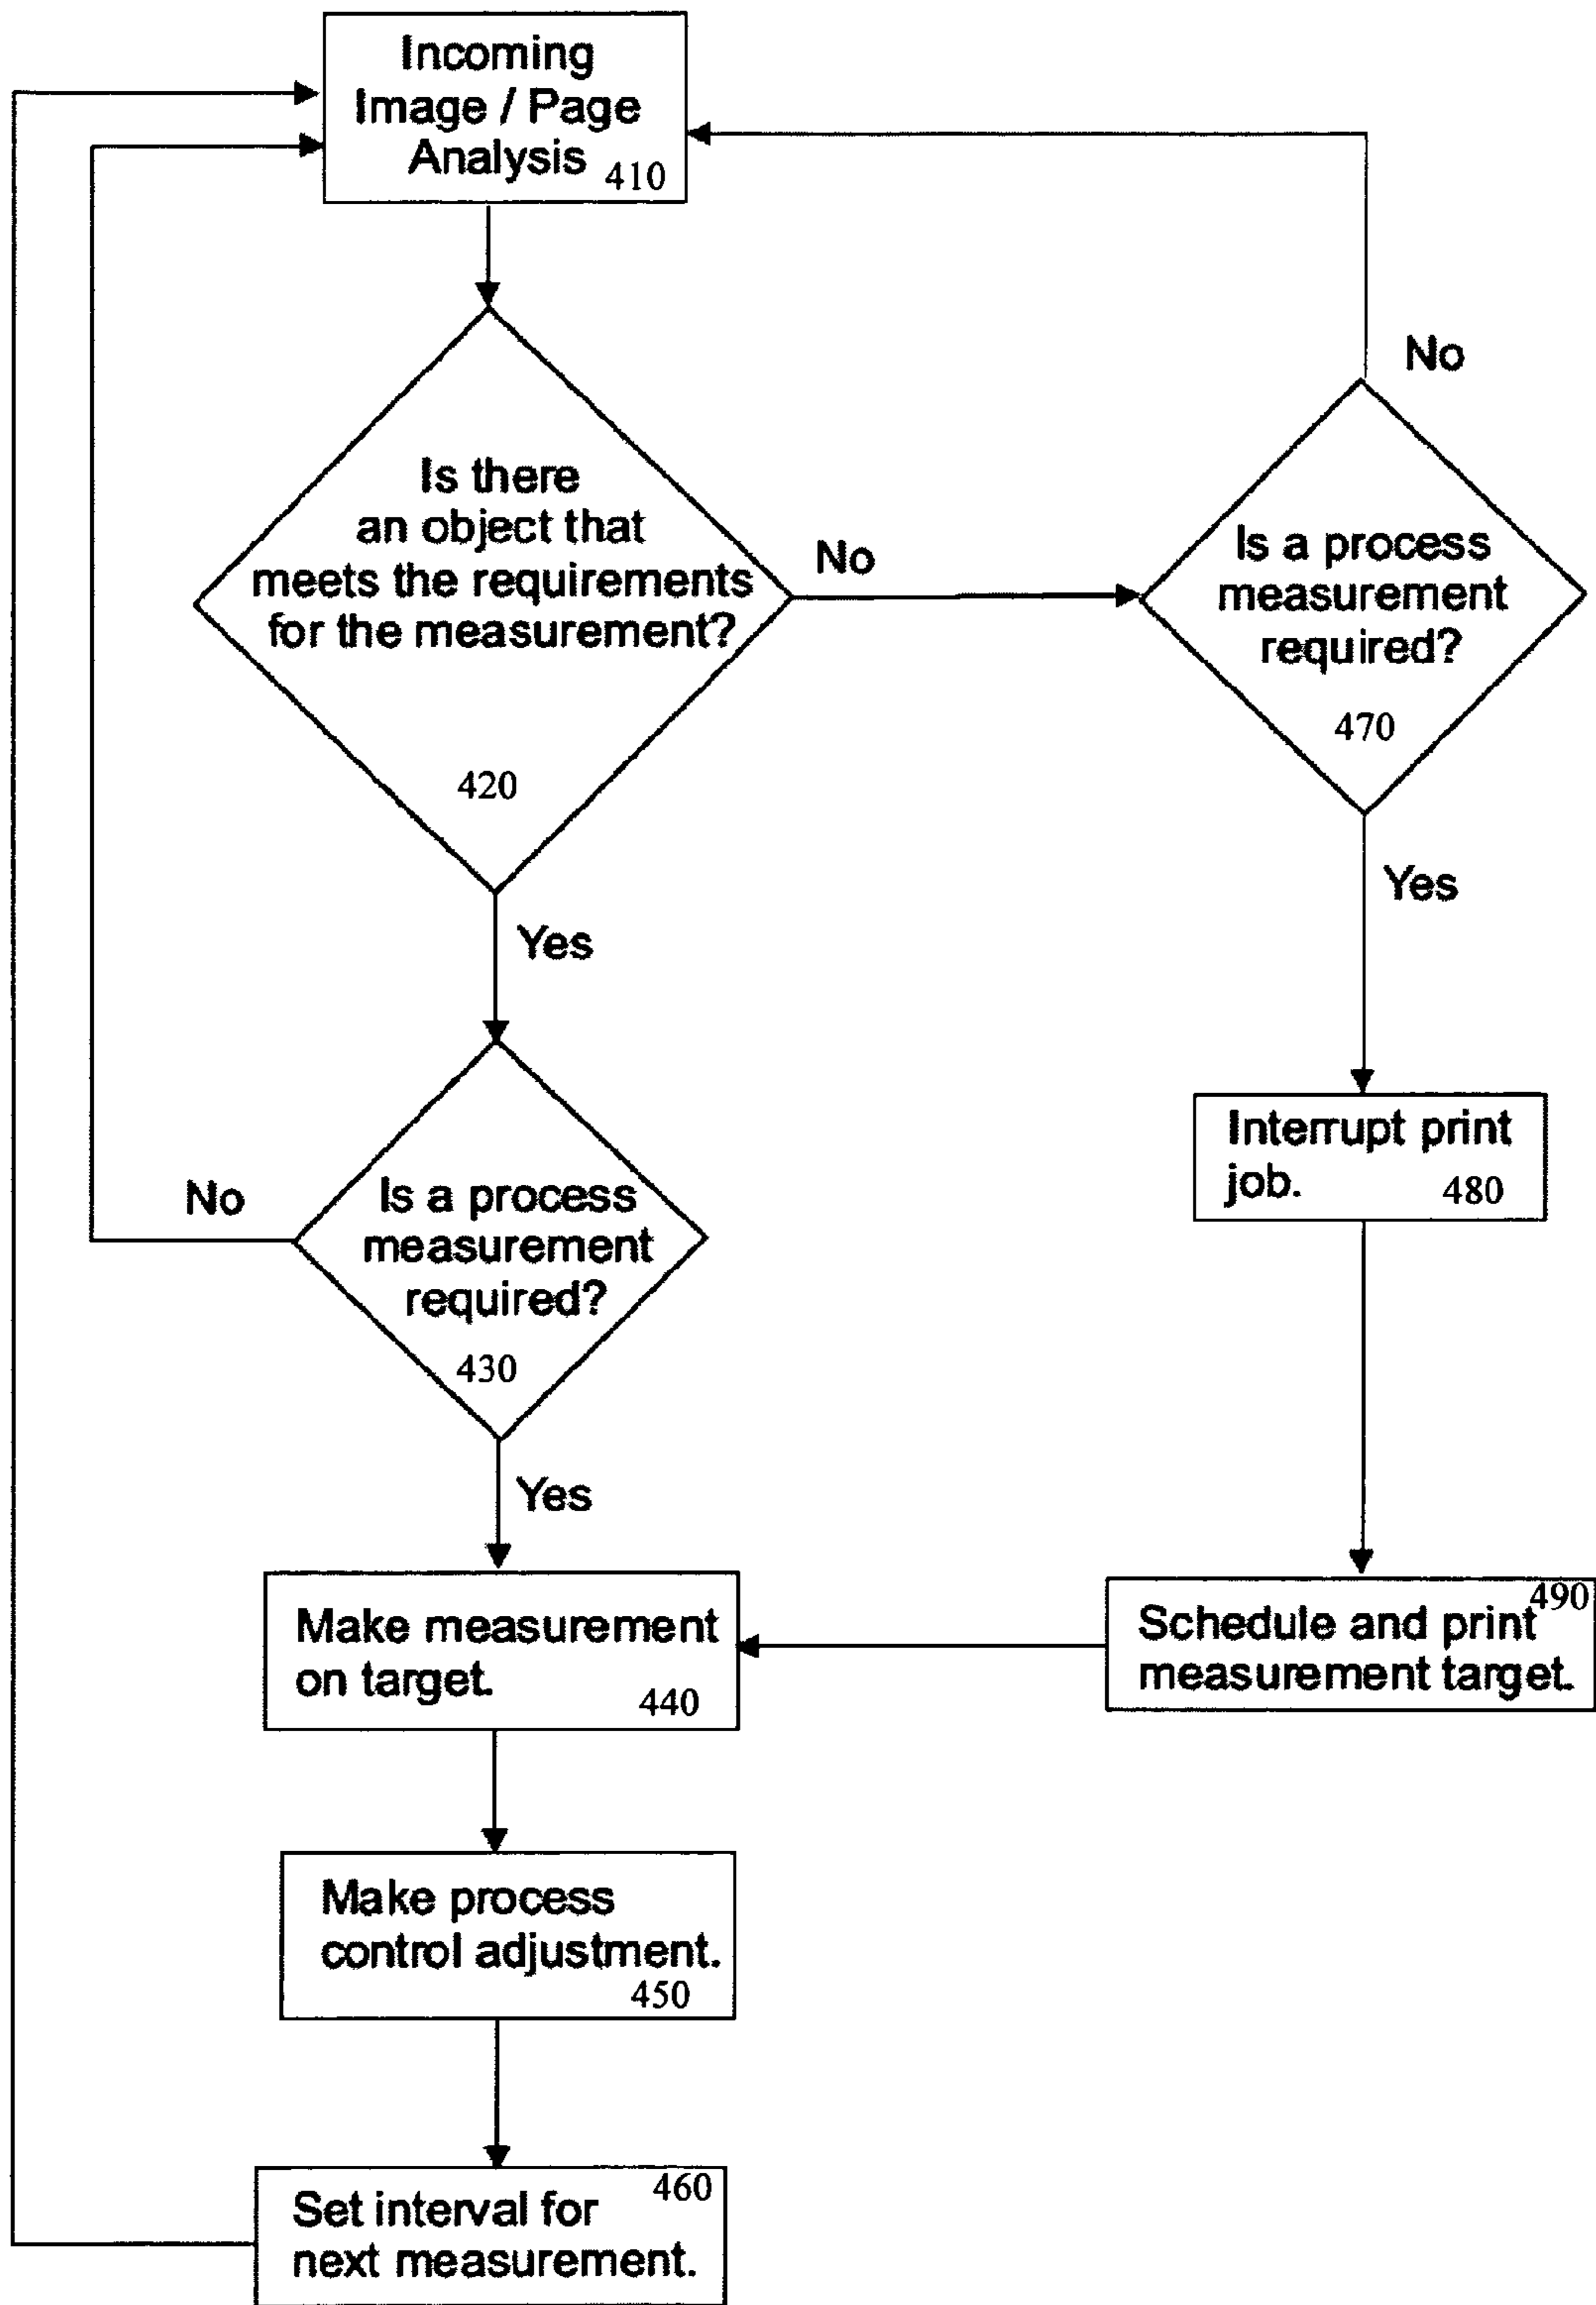 Incoming
Image / Page
Analysis 410
Is there
an object that
meets the requirements
for the measurement?
420
No
Is a process
measurement
required?
470
No
Yes
Interrupt print
job. 480
Yes
Is a process
measurement
required?
430
No
Yes
Make measurement
on target. 440
490
Schedule and print
measurement target.
Make process
control adjustment.
450
460
Set interval for
next measurement.